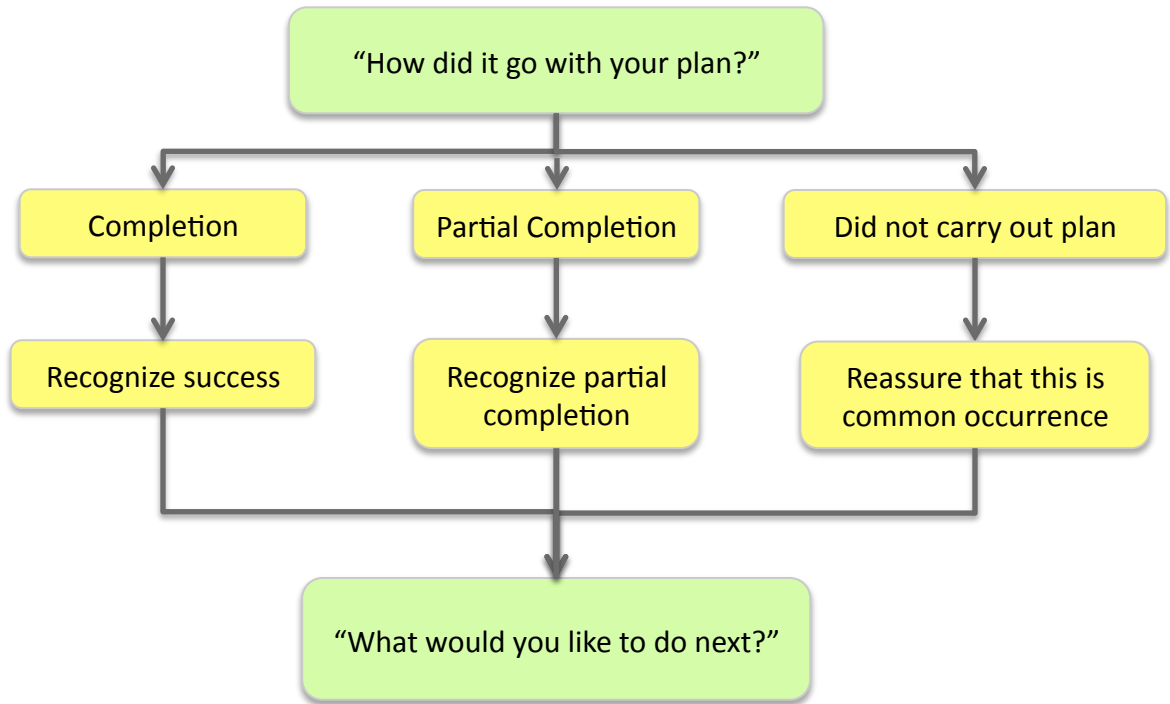 “How did it go with your plan?”
Completion
Partial Completion
Did not carry out plan
Recognize success
Recognize partial
completion
Reassure that this is
common occurrence
“What would you like to do next?”